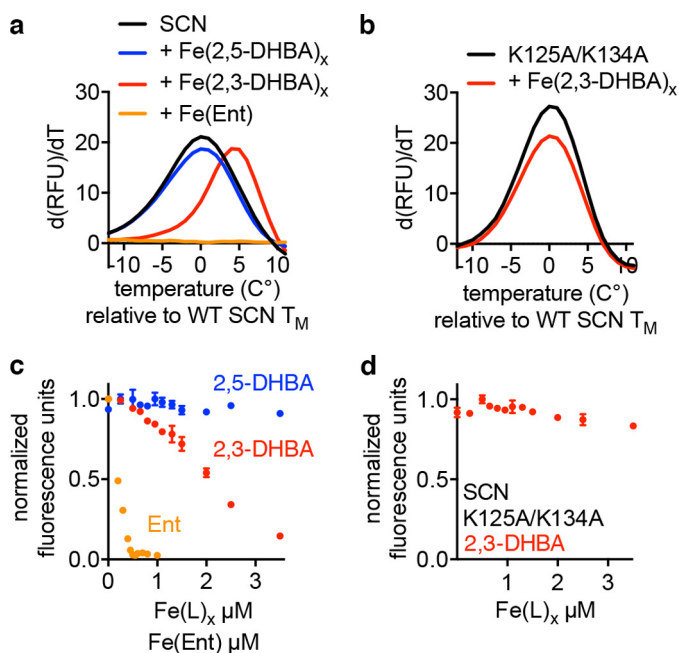 a
SCN
+ Fe(2,5-DHBA)x
+ Fe(2,3-DHBA)x
+ Fe(Ent)
30
20
10
0
d(RFU)/dT
-10 -5 0 5 10
temperature (C°)
relative to WT SCN TM
b
K125A/K134A
+ Fe(2,3-DHBA)x
30
20
10
0
d(RFU)/dT
-10 -5 0 5 10
temperature (C°)
relative to WT SCN TM
c
normalized
fluorescence units
1.0
0.5
0.0
2,5-DHBA
2,3-DHBA
Ent
0 1 2 3
Fe(L)x µM
Fe(Ent) µM
d
normalized
fluorescence units
1.0
0.5
0.0
SCN
K125A/K134A
2,3-DHBA
1 2 3
Fe(L)x µM